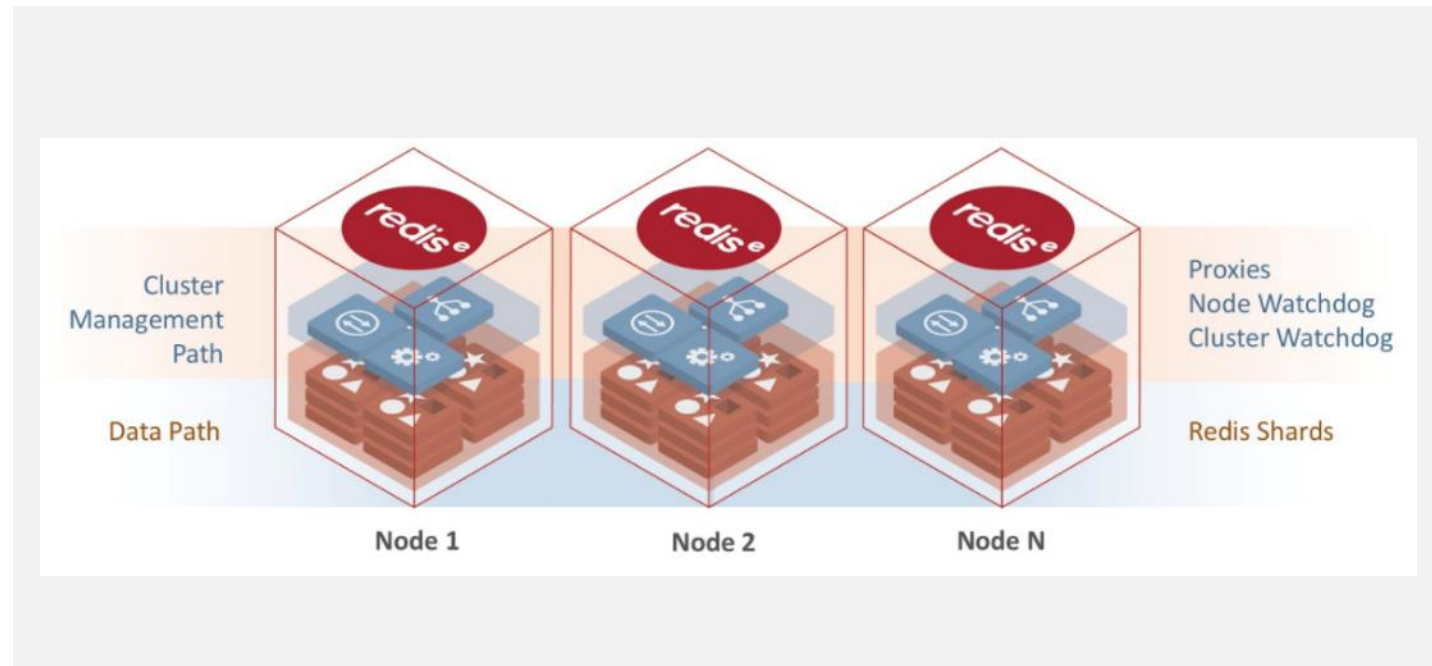 redis e
redis e
redis e
Cluster
Management
Path
Proxies
Node Watchdog
Cluster Watchdog
Data Path
Redis Shards
Node 1
Node 2
Node N